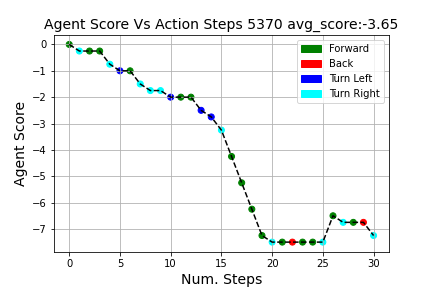 Agent Score Vs Action Steps 5370 avg_score:-3.65
Forward
Back
Turn Left
Turn Right
Agent Score
0
−1
−2
−3
−4
−5
−6
−7
0 5 10 15 20 25 30
Num. Steps